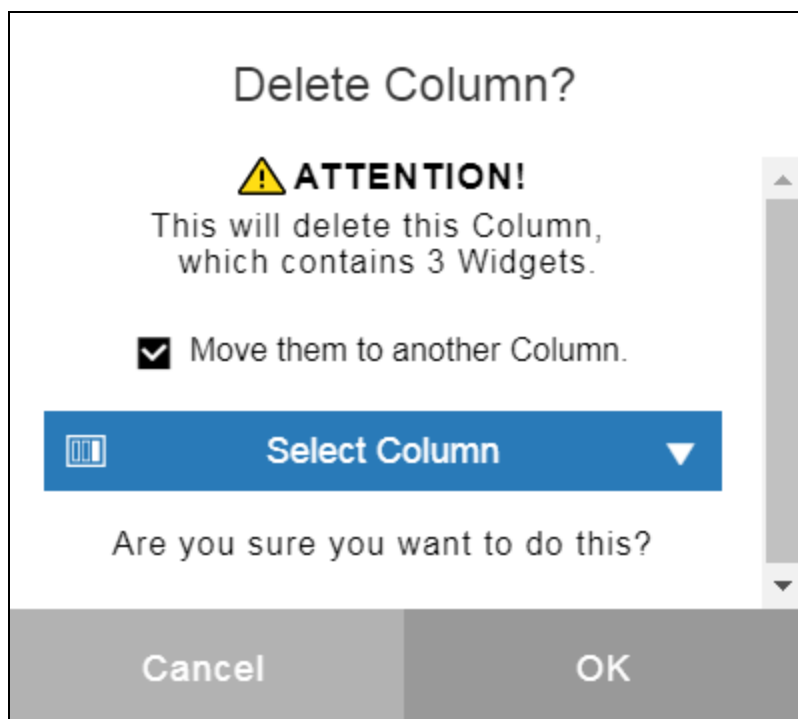 Delete Column?
ATTENTION!
This will delete this Column,
which contains 3 Widgets.
Move them to another Column.
Select Column
Are you sure you want to do this?
Cancel
OK